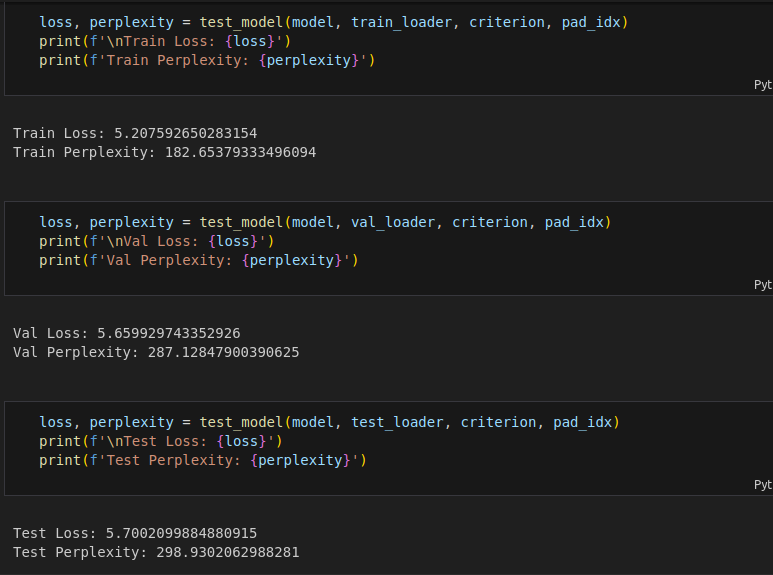 loss, perplexity = test_model(model, train_loader, criterion, pad_idx)
print(f'\nTrain Loss: {loss}')
print(f'Train Perplexity: {perplexity}')
Pyt
Train Loss: 5.207592650283154
Train Perplexity: 182.65379333496094
loss, perplexity = test_model(model, val_loader, criterion, pad_idx)
print(f'\nVal Loss: {loss}')
print(f'Val Perplexity: {perplexity}')
Pyt
Val Loss: 5.659929743352926
Val Perplexity: 287.12847900390625
loss, perplexity = test_model(model, test_loader, criterion, pad_idx)
print(f'\nTest Loss: {loss}')
print(f'Test Perplexity: {perplexity}')
Pyt
Test Loss: 5.7002099884880915
Test Perplexity: 298.9302062988281